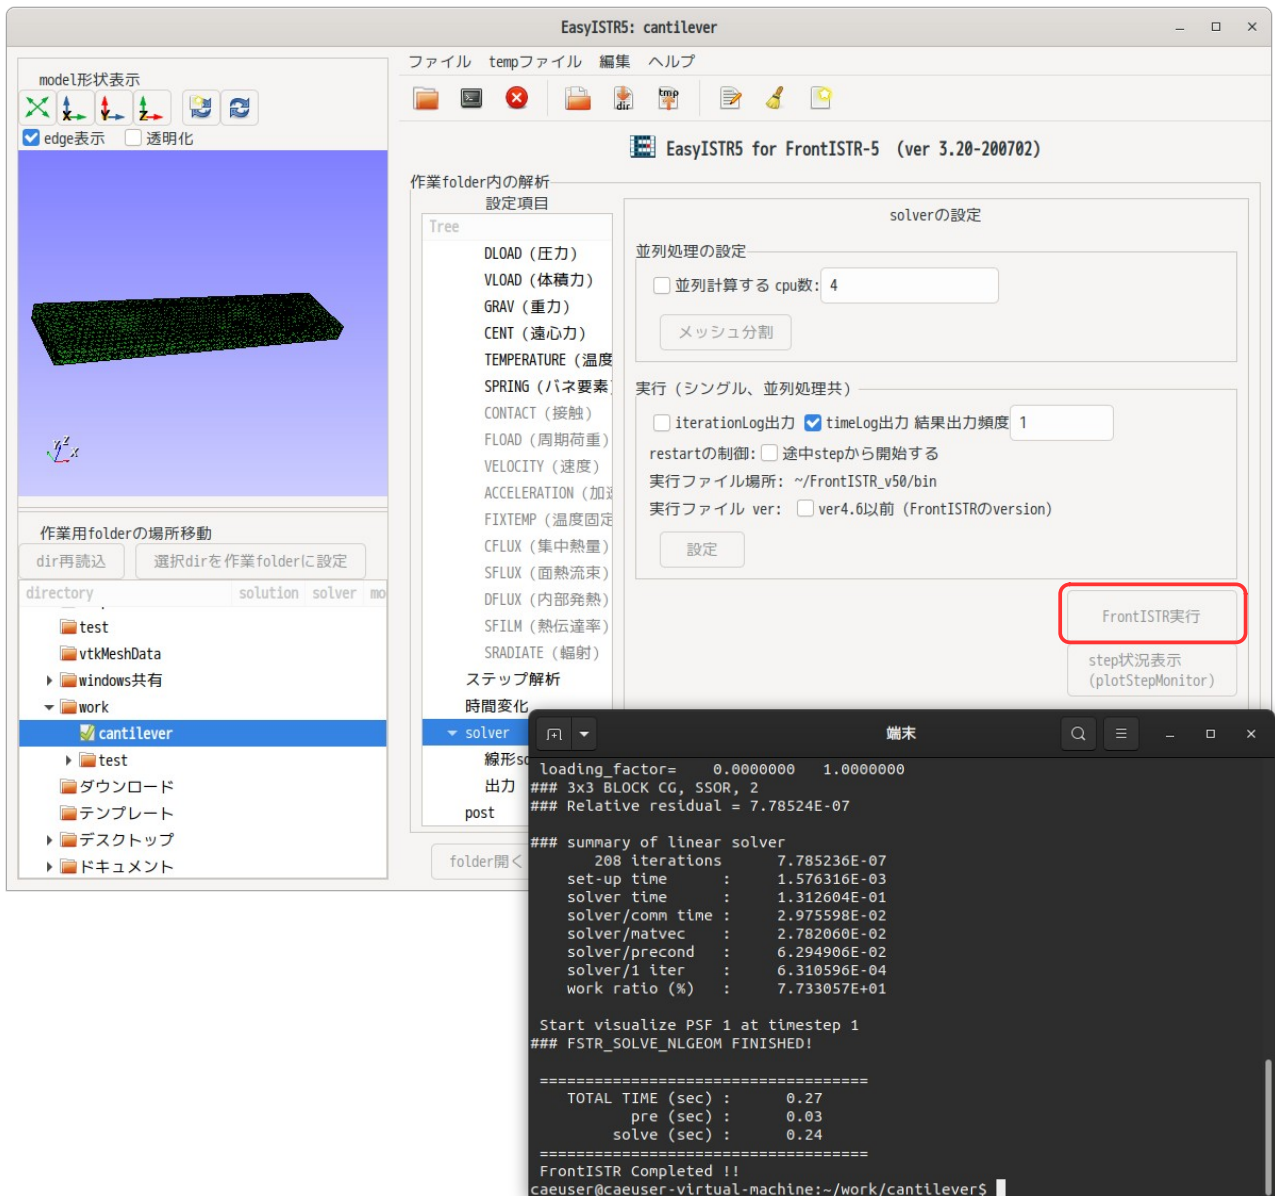 EasyISTR5: cantilever
model形状表示
edge表示 透明化
作業用folderの場所移動
dir再読込 選択dirを作業folderに設定
directory solution solver mo
test
vtkMeshData
windows共有
work
cantilever
test
ダウンロード
テンプレート
デスクトップ
ドキュメント
ファイル tempファイル 編集 ヘルプ
dir tmp
EasyISTR5 for FrontISTR-5 (ver 3.20-200702)
作業folder内の解析
設定項目
Tree
DLOAD (圧力)
VLOAD (体積力)
GRAV (重力)
CENT (遠心力)
TEMPERATURE (温度
SPRING (バネ要素)
CONTACT (接触)
FLOAD (周期荷重)
VELOCITY (速度)
ACCELERATION (加速
FIXTEMP (温度固定
CFLUX (集中熱量)
SFLUX (面熱流束)
DFLUX (内部発熱)
SFILM (熱伝達率)
SRADIATE (輻射)
ステップ解析
時間変化
solver
線形so
出力
post
folder開く
solverの設定
並列処理の設定
並列計算する cpu数: 4
メッシュ分割
実行 (シングル、並列処理共)
iterationLog出力 timeLog出力 結果出力頻度 1
restartの制御: 途中stepから開始する
実行ファイル場所: ~/FrontISTR_v50/bin
実行ファイル ver: ver4.6以前 (FrontISTRのversion)
設定
FrontISTR実行
step状況表示
(plotStepMonitor)
端末
loading_factor= 0.0000000 1.0000000
### 3x3 BLOCK CG, SSOR, 2
### Relative residual = 7.78524E-07
### summary of linear solver
208 iterations 7.785236E-07
set-up time : 1.576316E-03
solver time : 1.312604E-01
solver/comm time : 2.975598E-02
solver/matvec : 2.782060E-02
solver/precond : 6.294906E-02
solver/1 iter : 6.310596E-04
work ratio (%) : 7.733057E+01
Start visualize PSF 1 at timestep 1
### FSTR_SOLVE_NLGEOM FINISHED!
====================================
TOTAL TIME (sec) : 0.27
pre (sec) : 0.03
solve (sec) : 0.24
====================================
FrontISTR Completed !!
caeuser@caeuser-virtual-machine:~/work/cantilever$